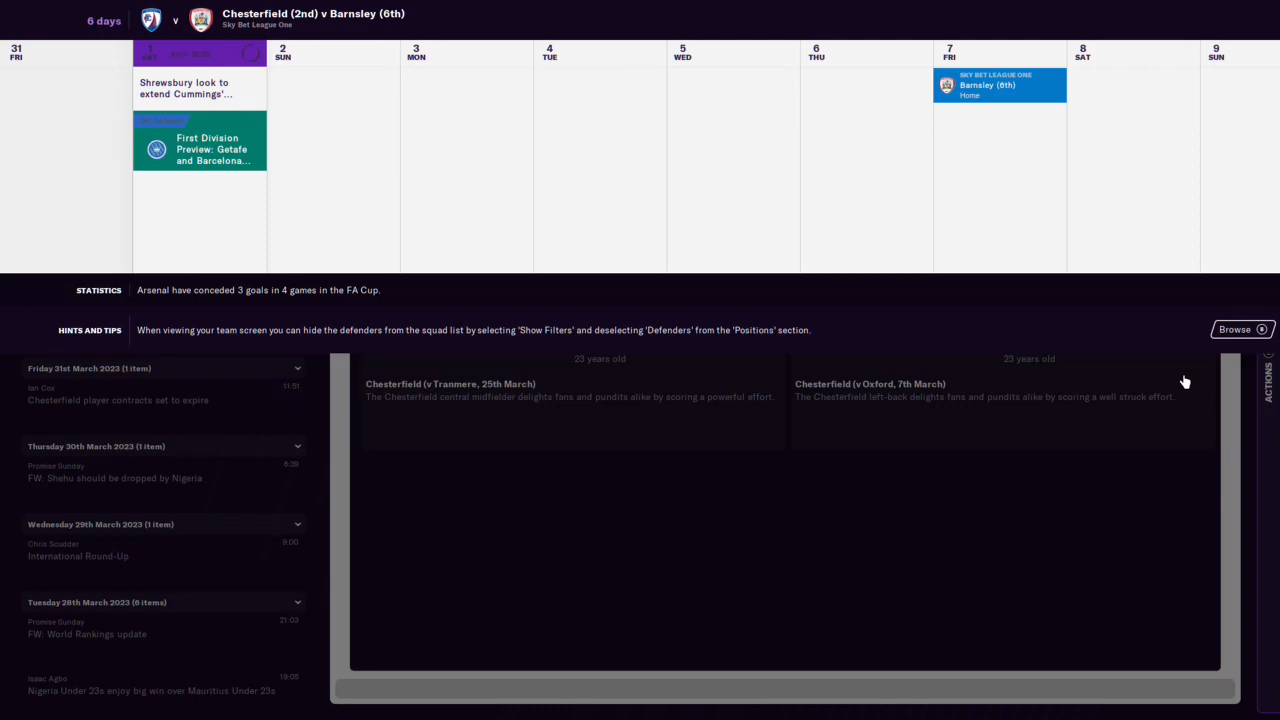 6 days
v
Chesterfield (2nd) v Barnsley (6th)
Sky Bet League One
31
FRI
1
2
SUN
3
MON
4
TUE
5
WED
6
THU
7
FRI
8
SAT
9
SUN
Shrewsbury look to
extend Cummings'...
First Division
Preview: Getafe
and Barcelona...
SKY BET LEAGUE ONE
Barnsley (6th)
Home
STATISTICS
Arsenal have conceded 3 goals in 4 games in the FA Cup.
HINTS AND TIPS
When viewing your team screen you can hide the defenders from the squad list by selecting 'Show Filters' and deselecting 'Defenders' from the 'Positions' section.
Browse
Friday 31st March 2023 (1 item)
Ian Cox
11:51
Chesterfield player contracts set to expire
Thursday 30th March 2023 (1 item)
Promise Sunday
6:39
FW: Shehu should be dropped by Nigeria
Wednesday 29th March 2023 (1 item)
Chris Scudder
9:00
International Round-Up
Tuesday 28th March 2023 (6 items)
Promise Sunday
21:03
FW: World Rankings update
Isaac Agbo
19:05
Nigeria Under 23s enjoy big win over Mauritius Under 23s
23 years old
Chesterfield (v Tranmere, 25th March)
The Chesterfield central midfielder delights fans and pundits alike by scoring a powerful effort.
23 years old
Chesterfield (v Oxford, 7th March)
The Chesterfield left-back delights fans and pundits alike by scoring a well struck effort.
ACTIONS